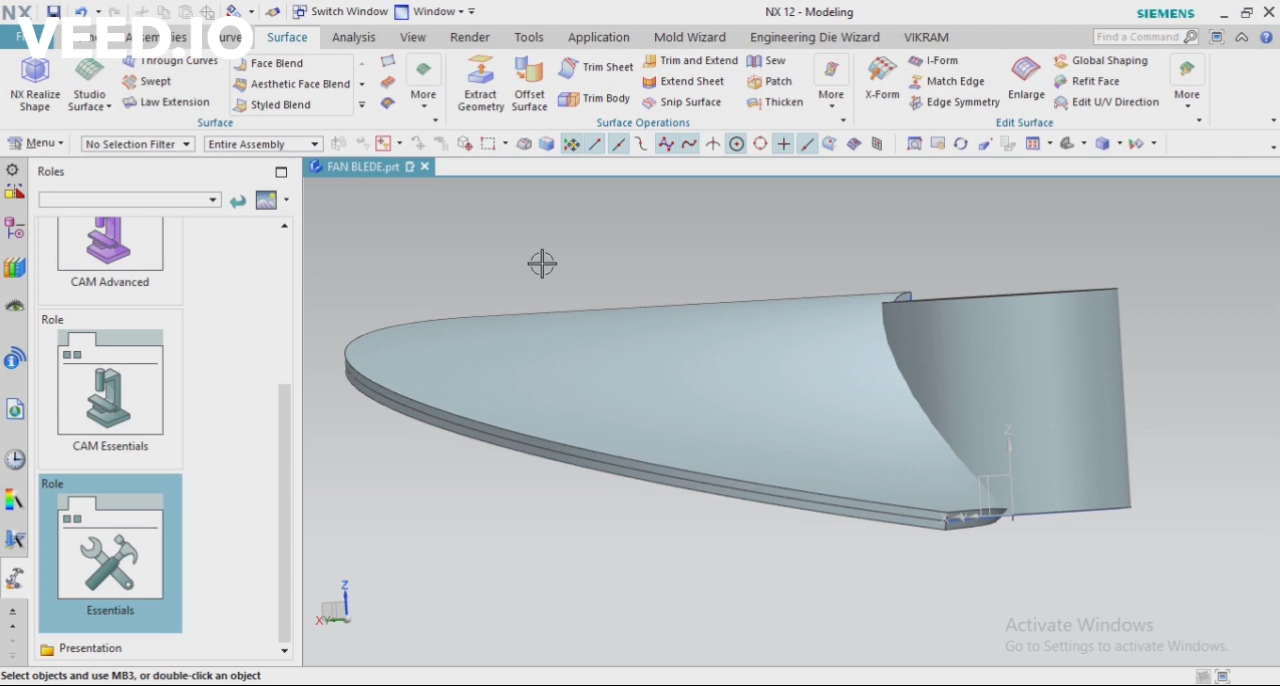 NX Switch Window Window NX 12 - Modeling SIEMENS
VEED.IO
Surface Analysis View Render Tools Application Mold Wizard Engineering Die Wizard VIKRAM Find a Command
NX Realize Shape
Studio Surface
Through Curves
Swept
Law Extension
Face Blend
Aesthetic Face Blend
Styled Blend
More
Surface
Extract Geometry
Offset Surface
Trim Sheet
Trim Body
Trim and Extend
Extend Sheet
Snip Surface
Sew
Patch
Thicken
More
Surface Operations
X-Form
I-Form
Match Edge
Edge Symmetry
Enlarge
Global Shaping
Refit Face
Edit U/V Direction
More
Edit Surface
Menu No Selection Filter Entire Assembly
Roles
FAN BLEDE.prt
CAM Advanced
Role
CAM Essentials
Role
Essentials
Presentation
Z
Z
X
Y
Activate Windows
Go to Settings to activate Windows.
Select objects and use MB3, or double-click an object